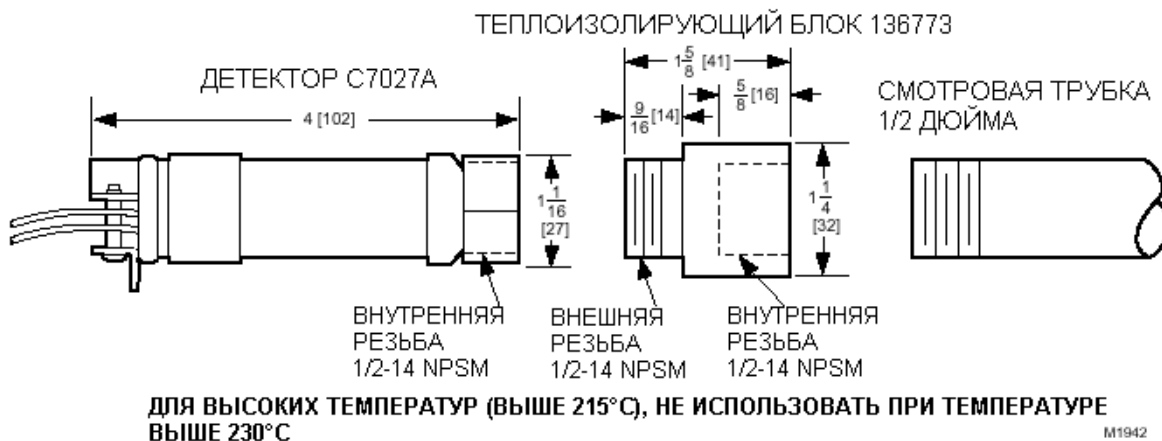 ТЕПЛОИЗОЛИРУЮЩИЙ БЛОК 136773
1 5/8 [41]
ДЕТЕКТОР C7027A
5/8 [16]
СМОТРОВАЯ ТРУБКА
1/2 ДЮЙМА
4 [102]
9/16 [14]
1 1/16 [27]
1 1/4 [32]
ВНУТРЕННЯЯ
РЕЗЬБА
1/2-14 NPSM
ВНЕШНЯЯ
РЕЗЬБА
1/2-14 NPSM
ВНУТРЕННЯЯ
РЕЗЬБА
1/2-14 NPSM
ДЛЯ ВЫСОКИХ ТЕМПЕРАТУР (ВЫШЕ 215°C), НЕ ИСПОЛЬЗОВАТЬ ПРИ ТЕМПЕРАТУРЕ
ВЫШЕ 230°C
M1942